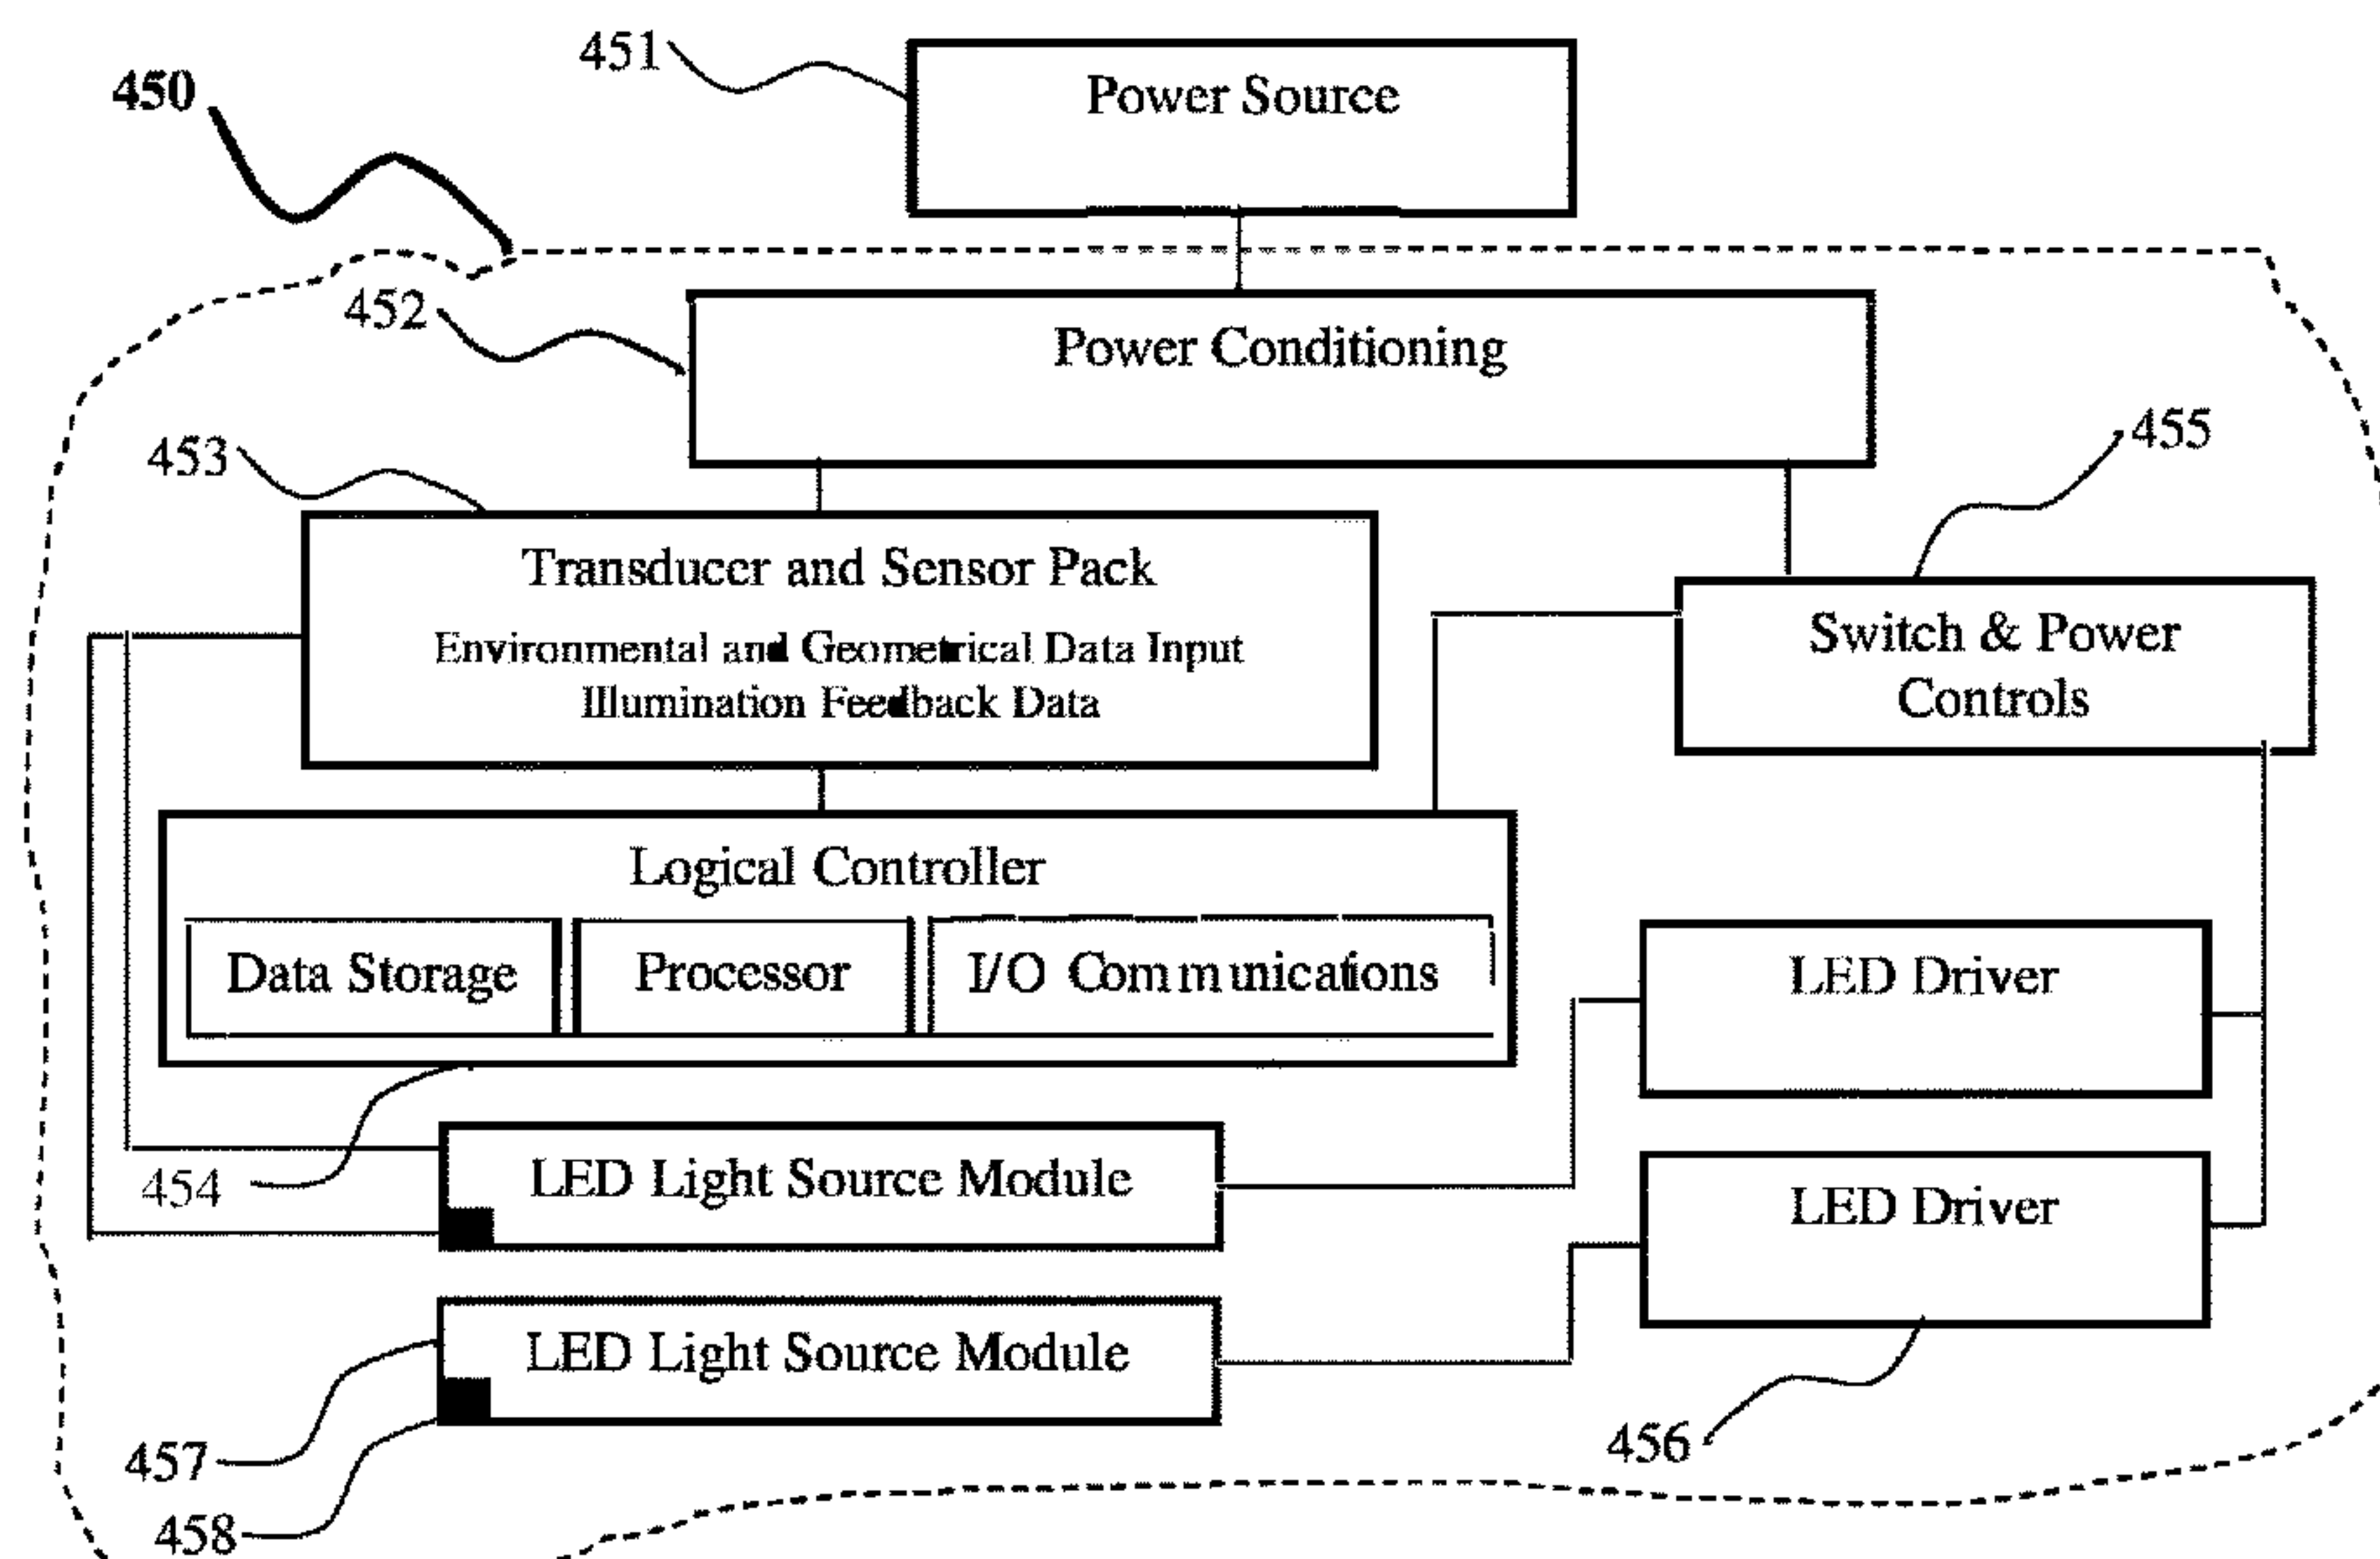 451
Power Source
450
452
Power Conditioning
453
455
Transducer and Sensor Pack
Environmental and Geometrical Data Input
Illumination Feedback Data
Switch & Power
Controls
Logical Controller
Data Storage
Processor
I/O Communications
LED Driver
454
LED Light Source Module
LED Driver
LED Light Source Module
457
458
456